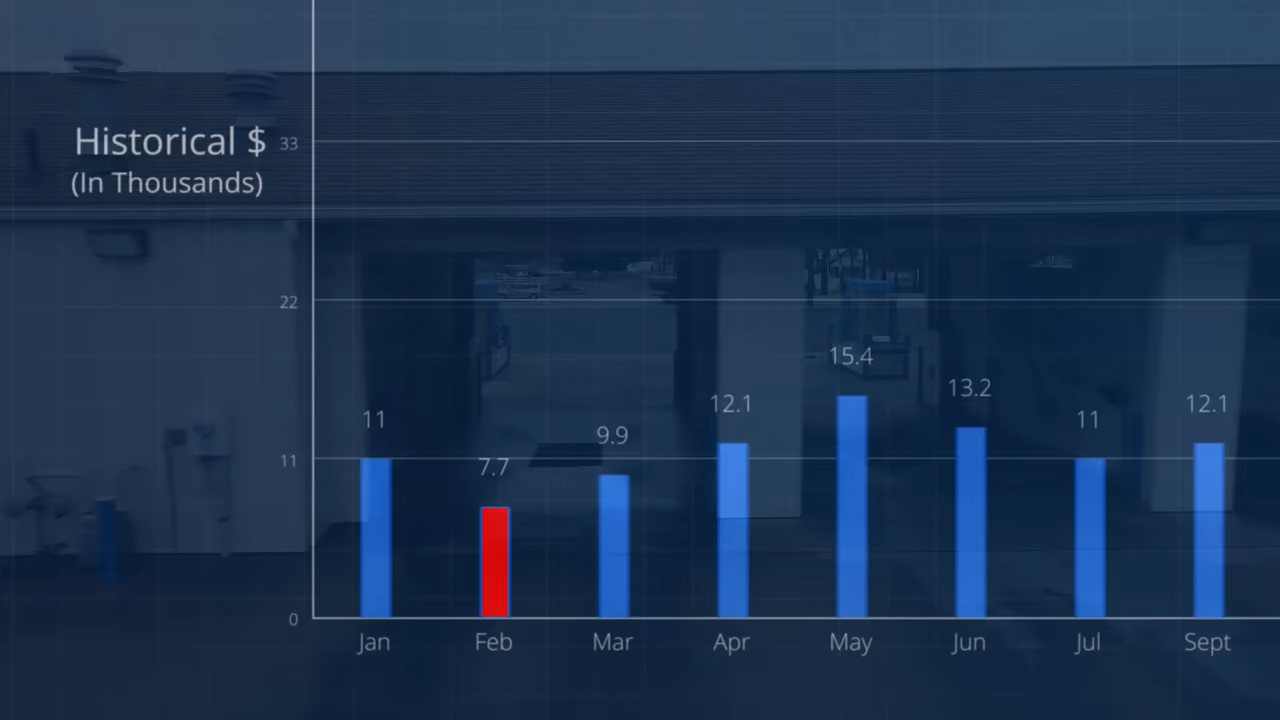 Historical $
(In Thousands)
33
22
11
0
11
7.7
9.9
12.1
15.4
13.2
11
12.1
Jan
Feb
Mar
Apr
May
Jun
Jul
Sept